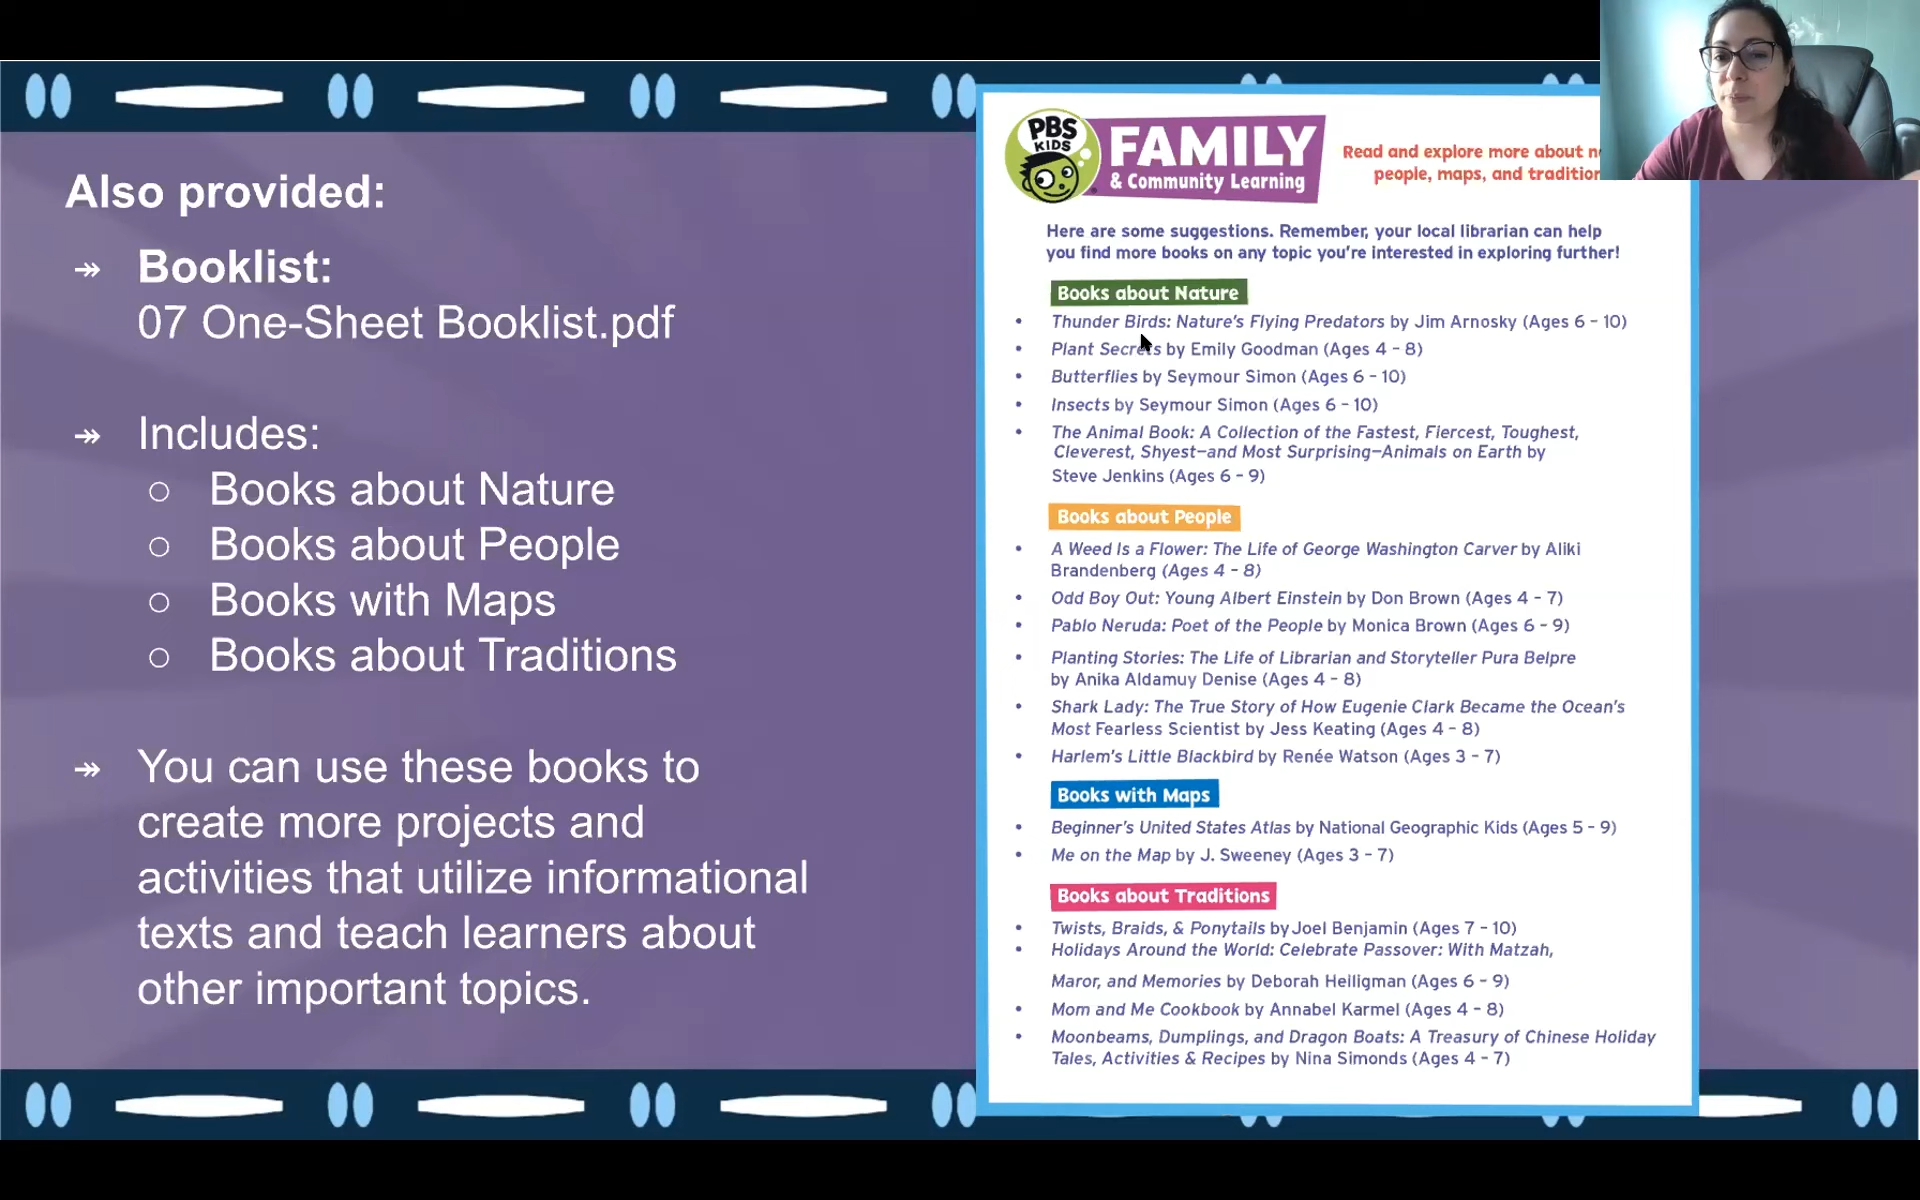 Also provided:
Booklist:
07 One-Sheet Booklist.pdf
Includes:
Books about Nature
Books about People
Books with Maps
Books about Traditions
You can use these books to
create more projects and
activities that utilize informational
texts and teach learners about
other important topics.
PBS
KIDS
FAMILY
& Community Learning
Read and explore more about
people, maps, and
Here are some suggestions. Remember, your local librarian can help
you find more books on any topic you're interested in exploring further!
Books about Nature
• Thunder Birds: Nature's Flying Predators by Jim Arnosky (Ages 6 – 10)
• Plant Secrets by Emily Goodman (Ages 4 – 8)
• Butterflies by Seymour Simon (Ages 6 – 10)
• Insects by Seymour Simon (Ages 6 – 10)
• The Animal Book: A Collection of the Fastest, Fiercest, Toughest,
Cleverest, Shyest—and Most Surprising—Animals on Earth by
Steve Jenkins (Ages 6 – 9)
Books about People
• A Weed Is a Flower: The Life of George Washington Carver by Aliki
Brandenberg (Ages 4 – 8)
• Odd Boy Out: Young Albert Einstein by Don Brown (Ages 4 – 7)
• Pablo Neruda: Poet of the People by Monica Brown (Ages 6 – 9)
• Planting Stories: The Life of Librarian and Storyteller Pura Belpre
by Anika Aldamuy Denise (Ages 4 – 8)
• Shark Lady: The True Story of How Eugenie Clark Became the Ocean's
Most Fearless Scientist by Jess Keating (Ages 4 – 8)
• Harlem's Little Blackbird by Renée Watson (Ages 3 – 7)
Books with Maps
• Beginner's United States Atlas by National Geographic Kids (Ages 5 – 9)
• Me on the Map by J. Sweeney (Ages 3 – 7)
Books about Traditions
• Twists, Braids, & Ponytails by Joel Benjamin (Ages 7 – 10)
• Holidays Around the World: Celebrate Passover: With Matzah,
Maror, and Memories by Deborah Heiligman (Ages 6 – 9)
• Mom and Me Cookbook by Annabel Karmel (Ages 4 – 8)
• Moonbeams, Dumplings, and Dragon Boats: A Treasury of Chinese Holiday
Tales, Activities & Recipes by Nina Simonds (Ages 4 – 7)